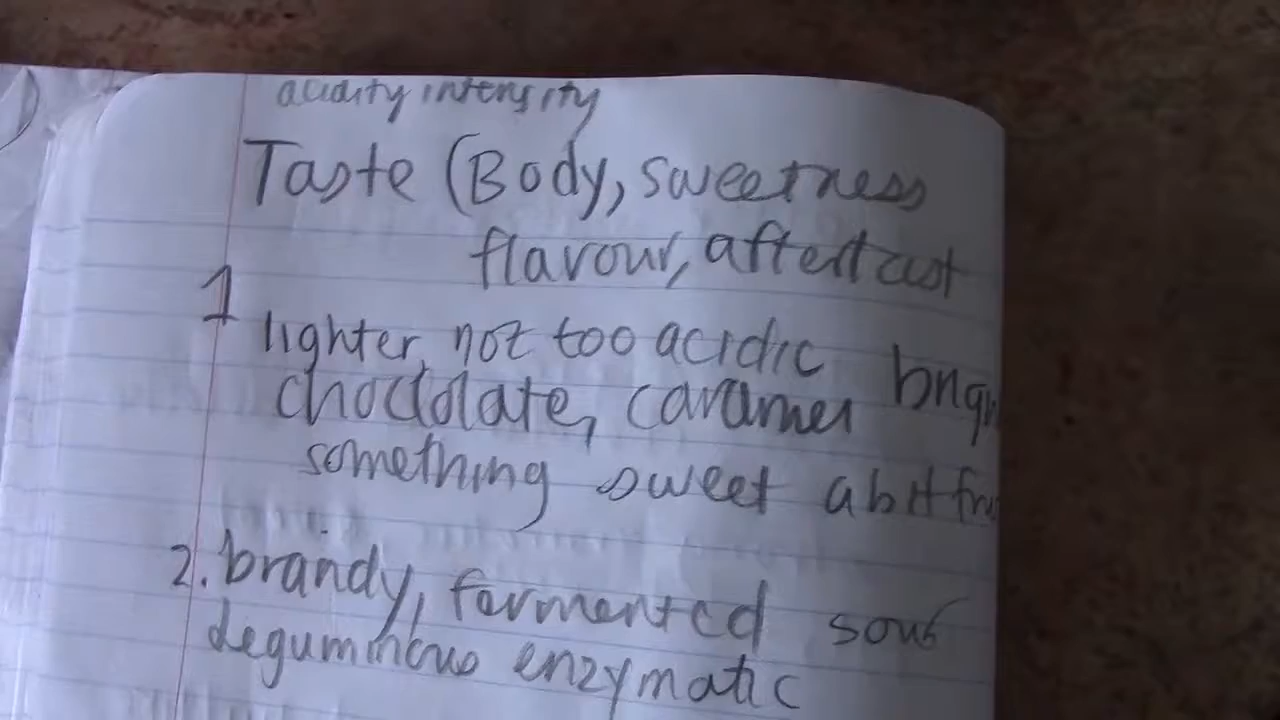 acidity intensity
Taste (Body, sweetness
flavour, aftertast
1
lighter, not too acidic
chocolate, caramel
something sweet abit
2. brandy, fermented sour
leguminous enzymatic